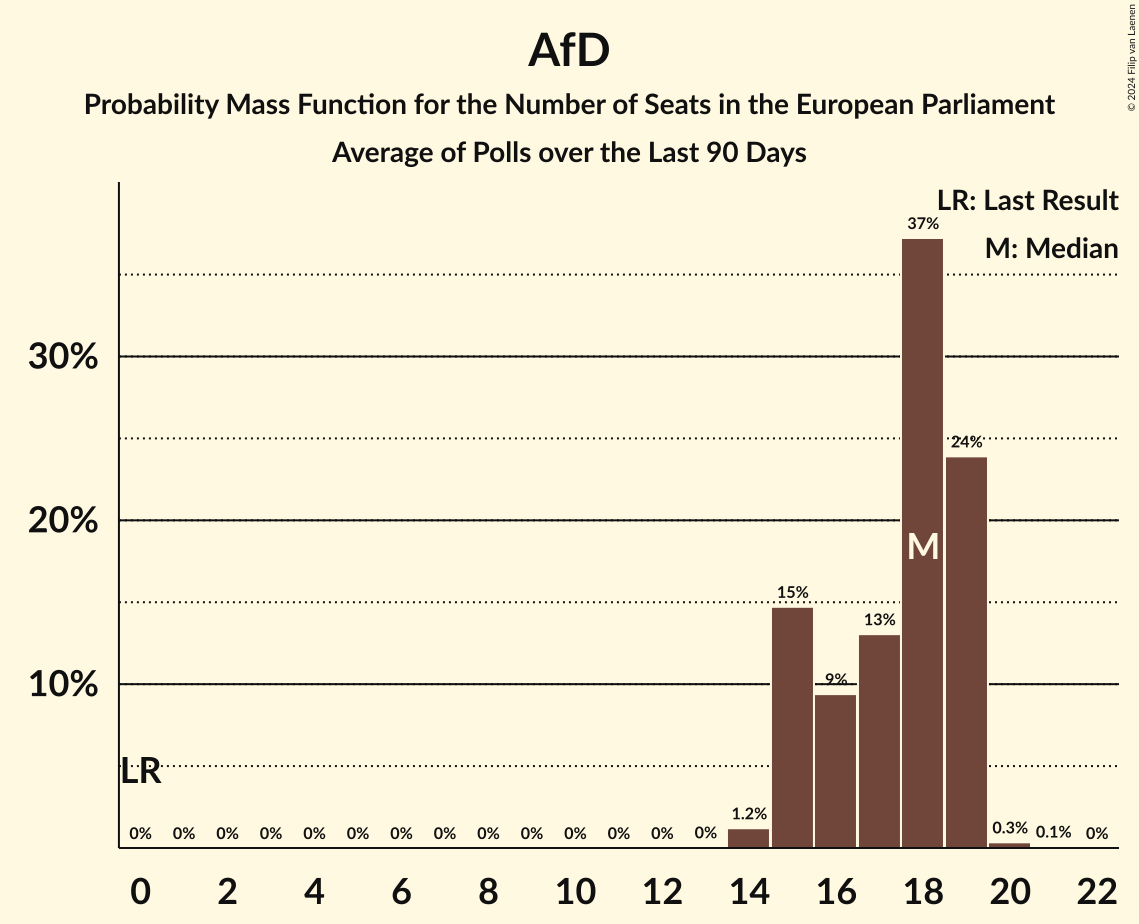 AfD
Probability Mass Function for the Number of Seats in the European Parliament
Average of Polls over the Last 90 Days
© 2024 Filip van Laenen
LR: Last Result
M: Median
30%
20%
10%
LR
M
0% 0% 0% 0% 0% 0% 0% 0% 0% 0% 0% 0% 0% 0% 1.2% 15% 9% 13% 37% 24% 0.3% 0.1% 0%
0 2 4 6 8 10 12 14 16 18 20 22